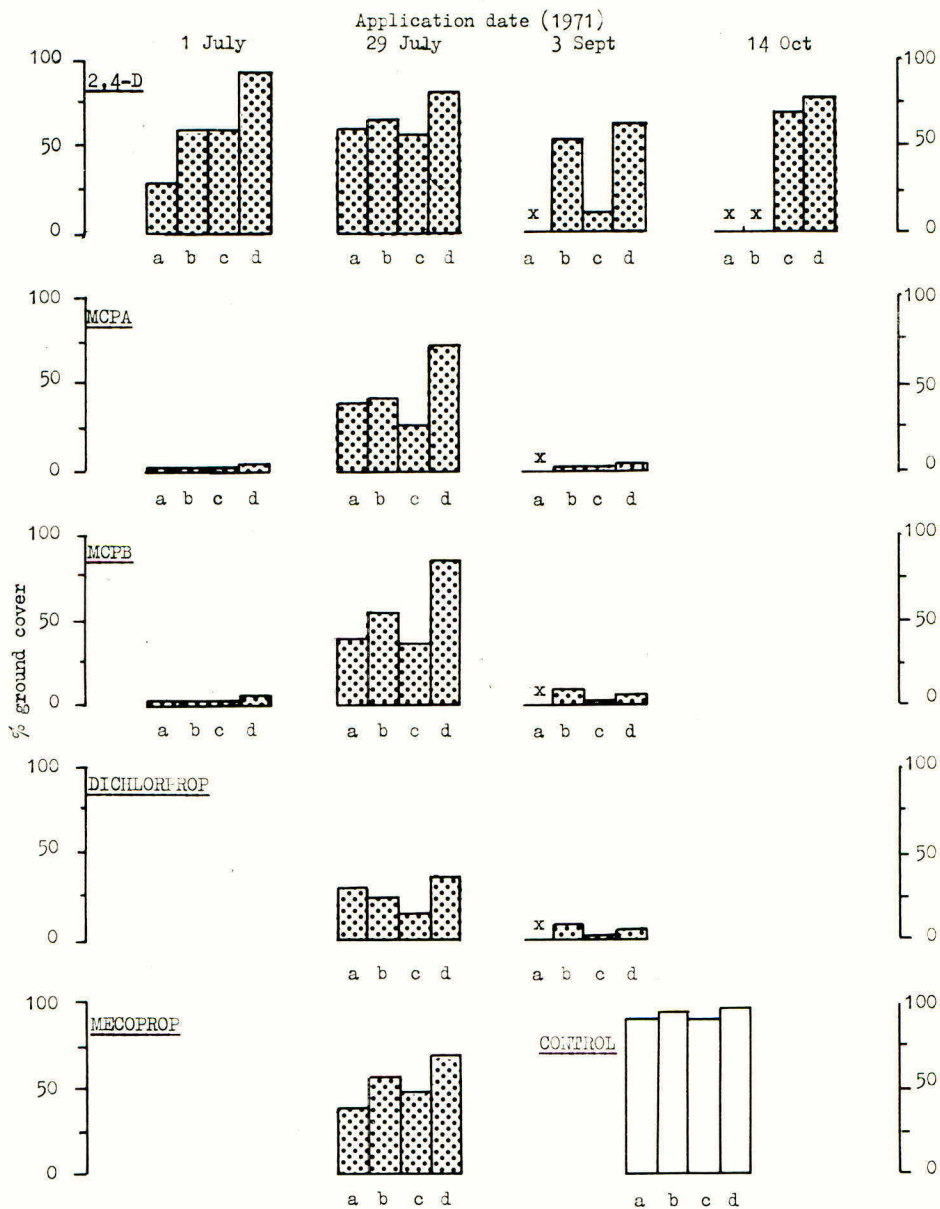 Application date (1971)
1 July 29 July 3 Sept 14 Oct
100 2,4-D 100
50 50
x x x
0 0
a b c d a b c d a b c d a b c d
100 MCPA 100
50 50
x
0 0
a b c d a b c d a b c d
100 MCPB 100
50 50
% ground cover
x
0 0
a b c d a b c d a b c d
100 DICHLORPROP 100
50 50
x
0 0
a b c d a b c d
100 MECOPROP CONTROL 100
50 50
0 0
a b c d a b c d